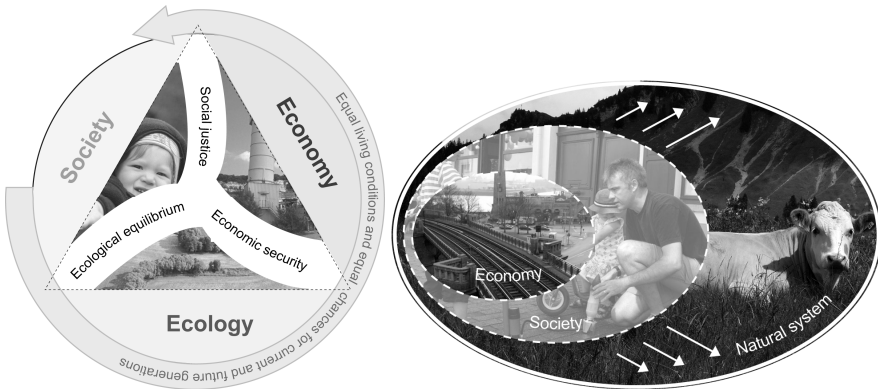 Society
Economy
Social justice
Ecological equilibrium
Economic security
Ecology
Equal living conditions and equal chances for current and future generations
Economy
Society
Natural system